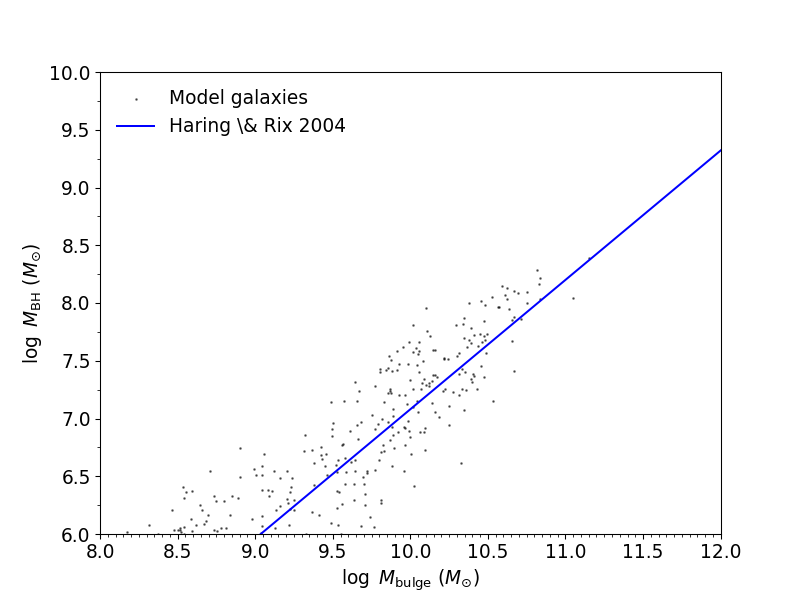 10.0
Model galaxies
Haring \& Rix 2004
9.5
9.0
8.5
8.0
7.5
7.0
6.5
6.0
log M_BH (M_⊙)
8.0 8.5 9.0 9.5 10.0 10.5 11.0 11.5 12.0
log M_bulge (M_⊙)